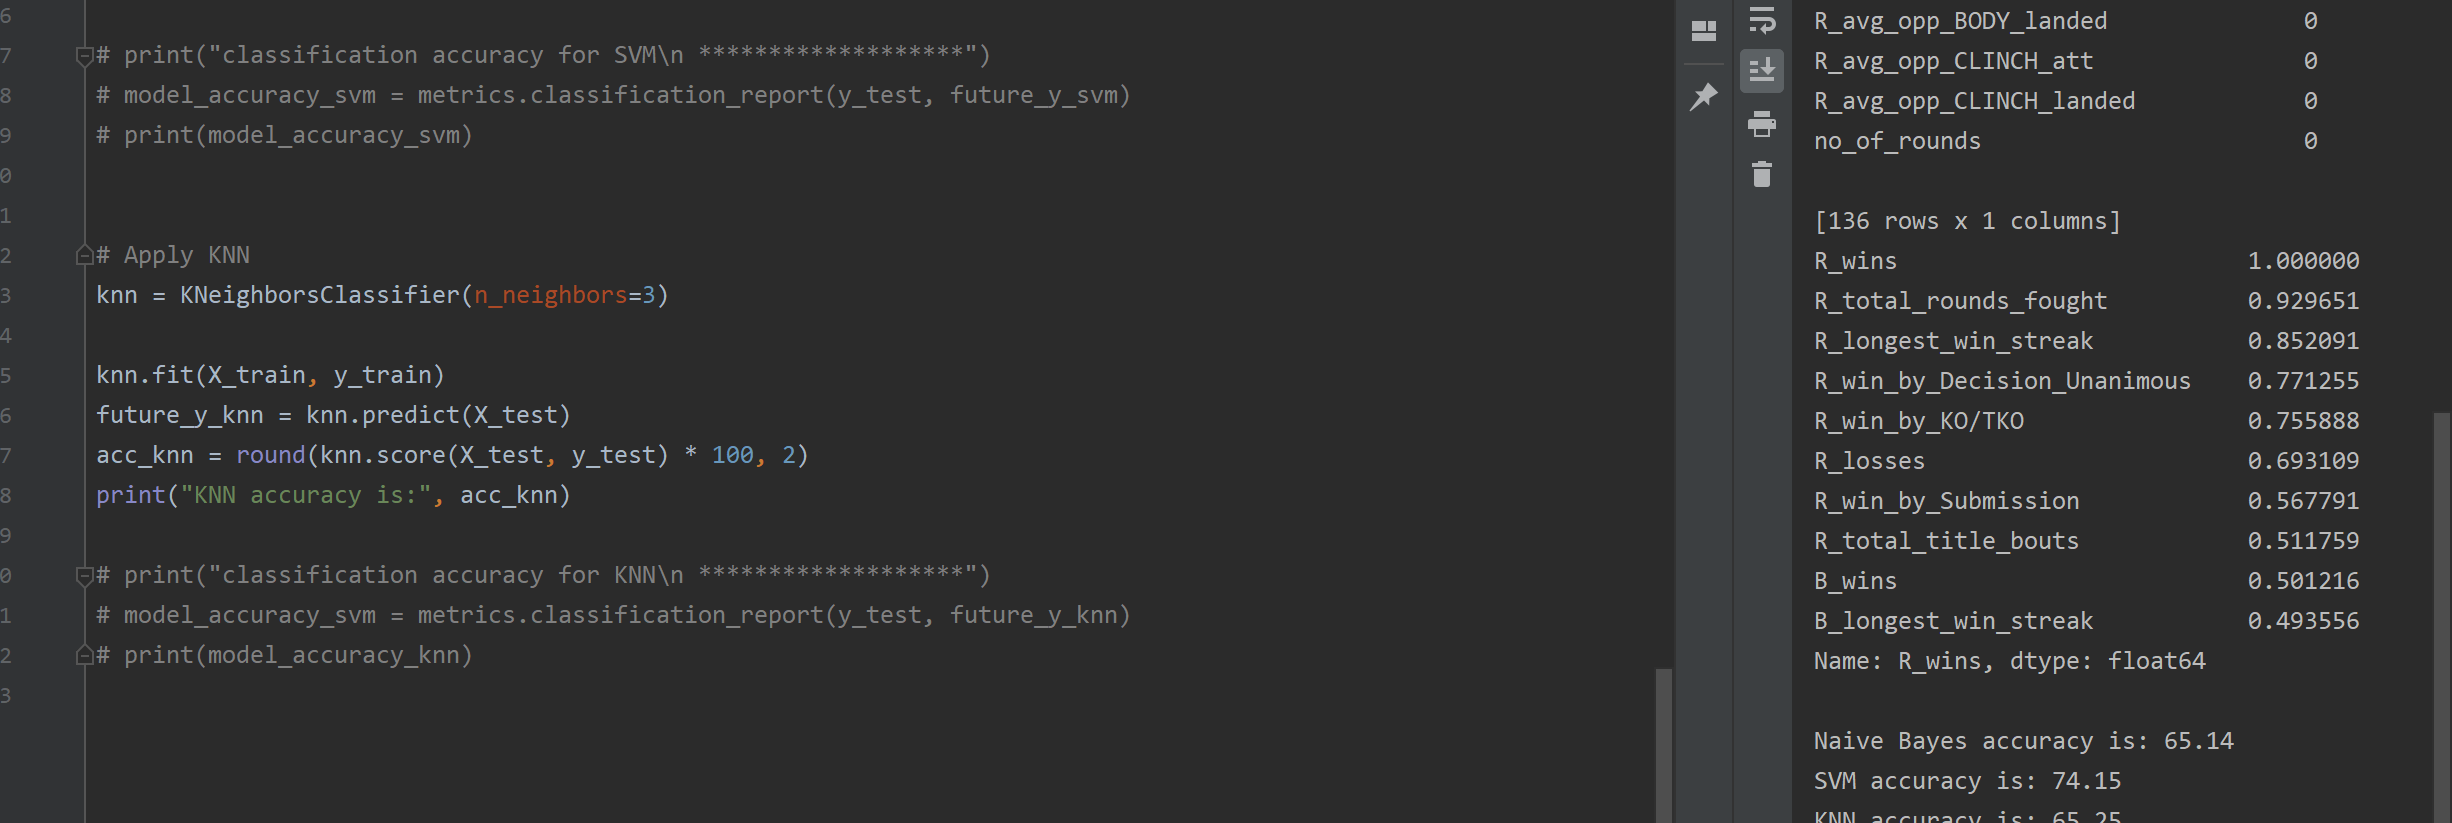 6
7 # print("classification accuracy for SVM\n *******************")
8 # model_accuracy_svm = metrics.classification_report(y_test, future_y_svm)
9 # print(model_accuracy_svm)
0
1
2 # Apply KNN
3 knn = KNeighborsClassifier(n_neighbors=3)
4
5 knn.fit(X_train, y_train)
6 future_y_knn = knn.predict(X_test)
7 acc_knn = round(knn.score(X_test, y_test) * 100, 2)
8 print("KNN accuracy is:", acc_knn)
9
0 # print("classification accuracy for KNN\n *******************")
1 # model_accuracy_svm = metrics.classification_report(y_test, future_y_knn)
2 # print(model_accuracy_knn)
3
R_avg_opp_BODY_landed 0
R_avg_opp_CLINCH_att 0
R_avg_opp_CLINCH_landed 0
no_of_rounds 0
[136 rows x 1 columns]
R_wins 1.000000
R_total_rounds_fought 0.929651
R_longest_win_streak 0.852091
R_win_by_Decision_Unanimous 0.771255
R_win_by_KO/TKO 0.755888
R_losses 0.693109
R_win_by_Submission 0.567791
R_total_title_bouts 0.511759
B_wins 0.501216
B_longest_win_streak 0.493556
Name: R_wins, dtype: float64
Naive Bayes accuracy is: 65.14
SVM accuracy is: 74.15
KNN accuracy is: 65.25